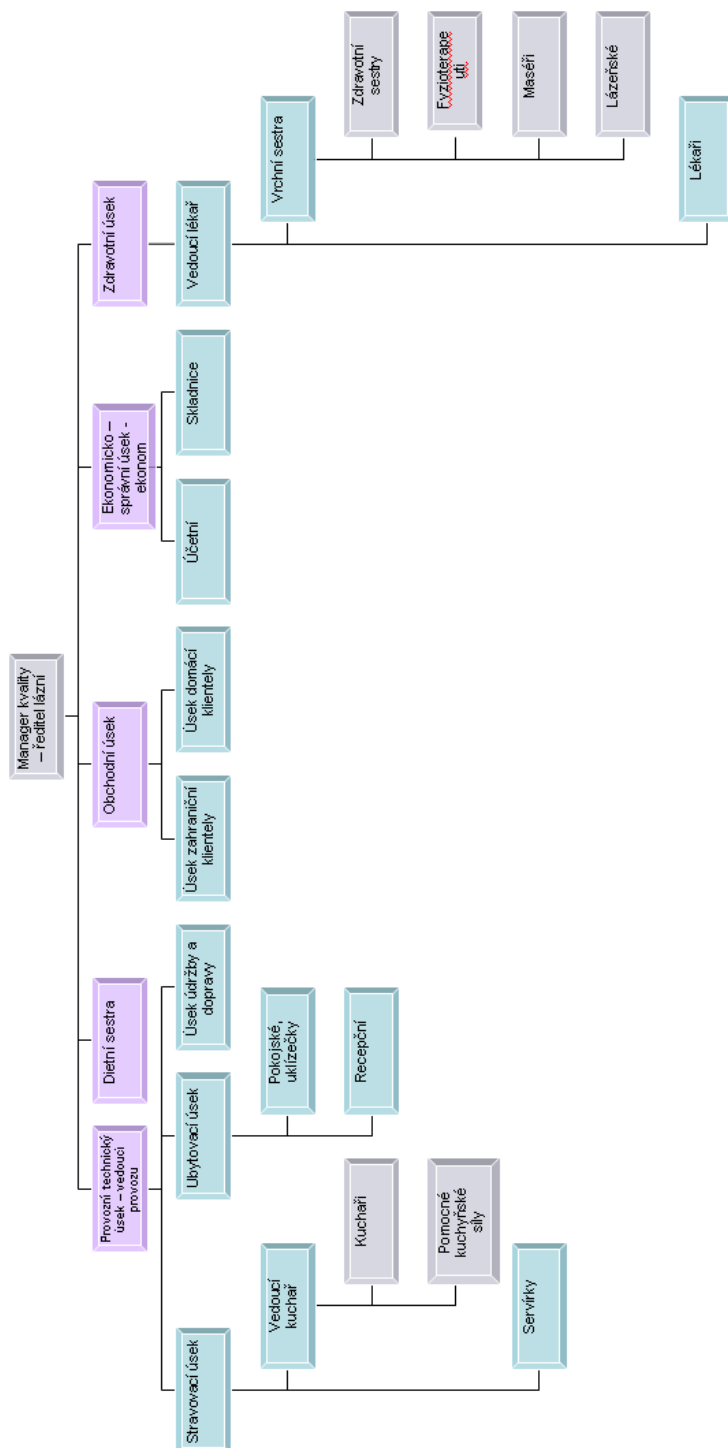 Manager kvality
– ředitel lázní
Provozní technický
úsek – vedoucí
provozu
Dietní sestra
Obchodní úsek
Ekonomicko –
správní úsek -
ekonom
Zdravotní úsek
Stravovací úsek
Ubytovací úsek
Úsek údržby a
dopravy
Úsek zahraniční
klientely
Úsek domácí
klientely
Účetní
Skladnice
Vedoucí lékař
Vedoucí
kuchař
Pokojské,
uklízečky
Vrchní sestra
Kuchaři
Recepční
Zdravotní
sestry
Pomocné
kuchyňské
síly
Fyzioterape
uti
Servírky
Maséři
Lázeňské
Lékaři